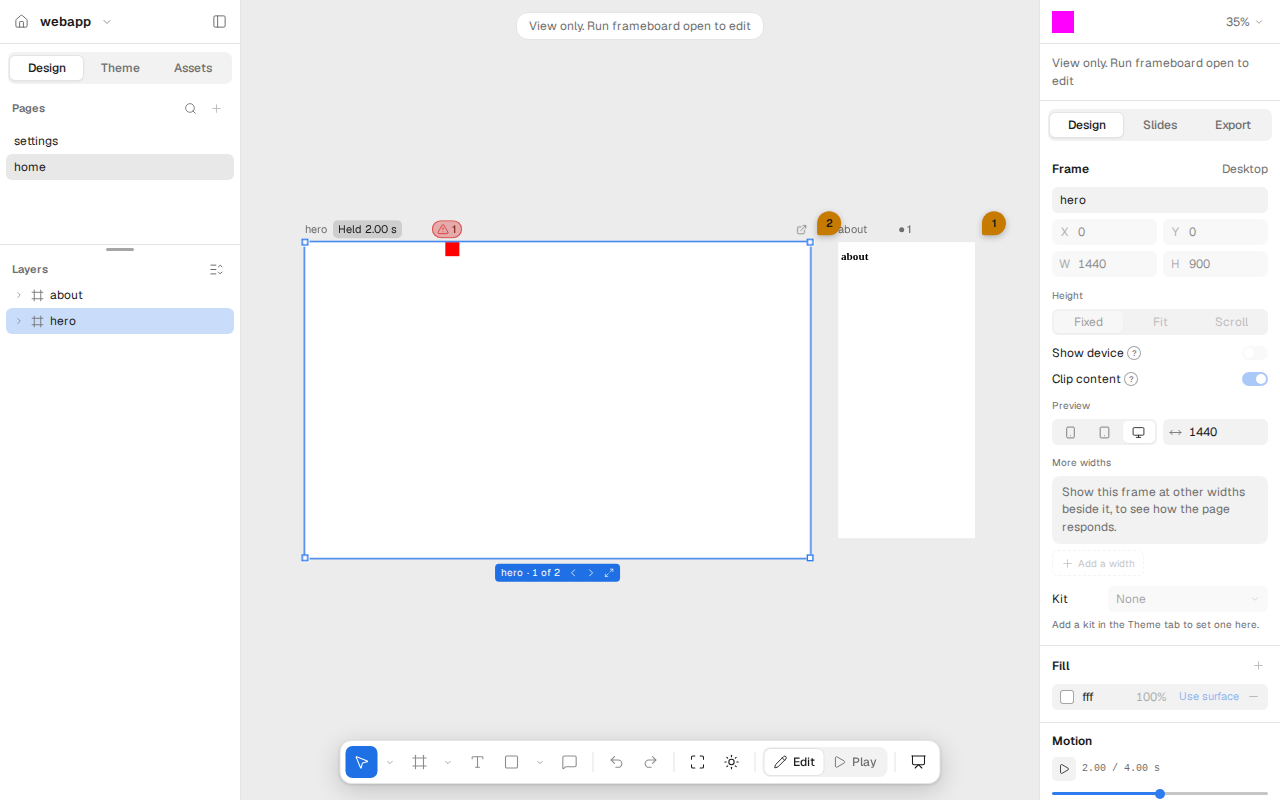 webapp
Design
Theme
Assets
Pages
settings
home
Layers
about
hero
View only. Run frameboard open to edit
hero
Held 2.00 s
1
2
about
1
1
about
hero · 1 of 2
Edit
Play
35%
View only. Run frameboard open to
edit
Design
Slides
Export
Frame
Desktop
hero
X 0
Y 0
W 1440
H 900
Height
Fixed
Fit
Scroll
Show device ?
Clip content ?
Preview
1440
More widths
Show this frame at other widths
beside it, to see how the page
responds.
Add a width
Kit
None
Add a kit in the Theme tab to set one here.
Fill
fff
100%
Use surface
Motion
2.00 / 4.00 s